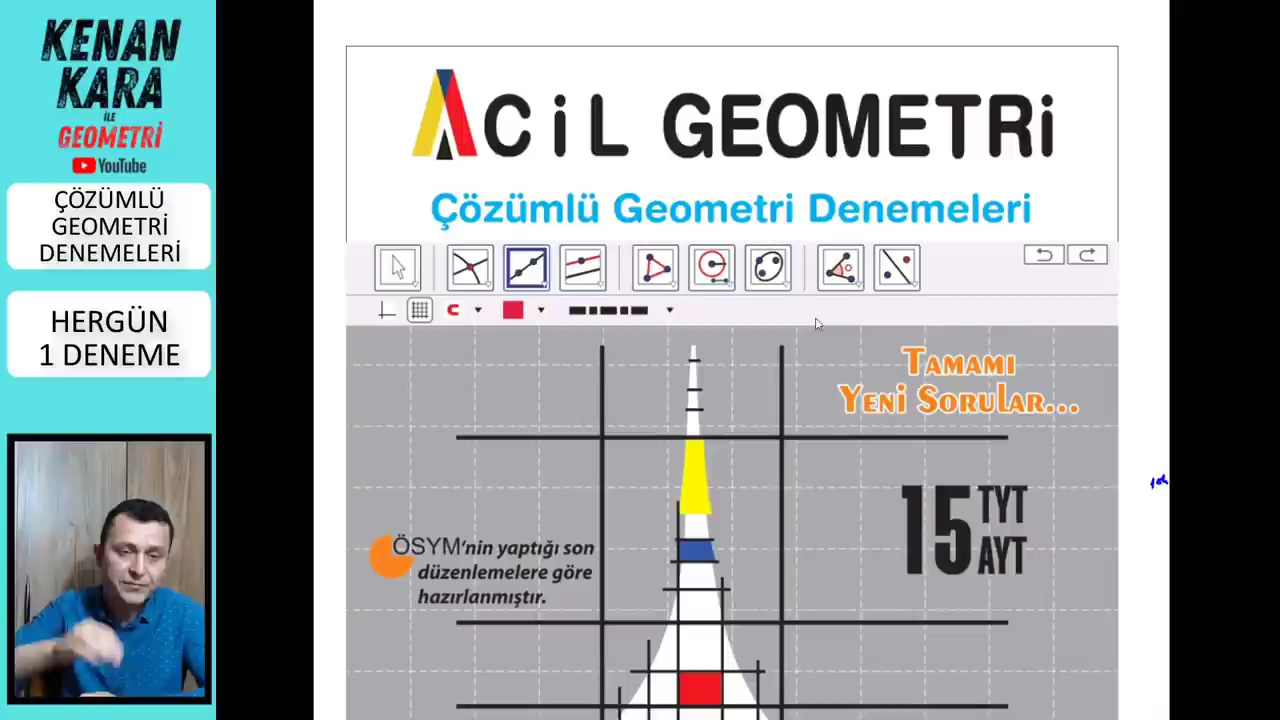 KENAN
KARA
İLE
GEOMETRİ
YouTube
ÇÖZÜMLÜ
GEOMETRİ
DENEMELERİ
HERGÜN
1 DENEME
ACiL GEOMETRi
Çözümlü Geometri Denemeleri
TAMAMI
YENİ SORULAR...
15 TYT
AYT
ÖSYM'nin yaptığı son
düzenlemelere göre
hazırlanmıştır.